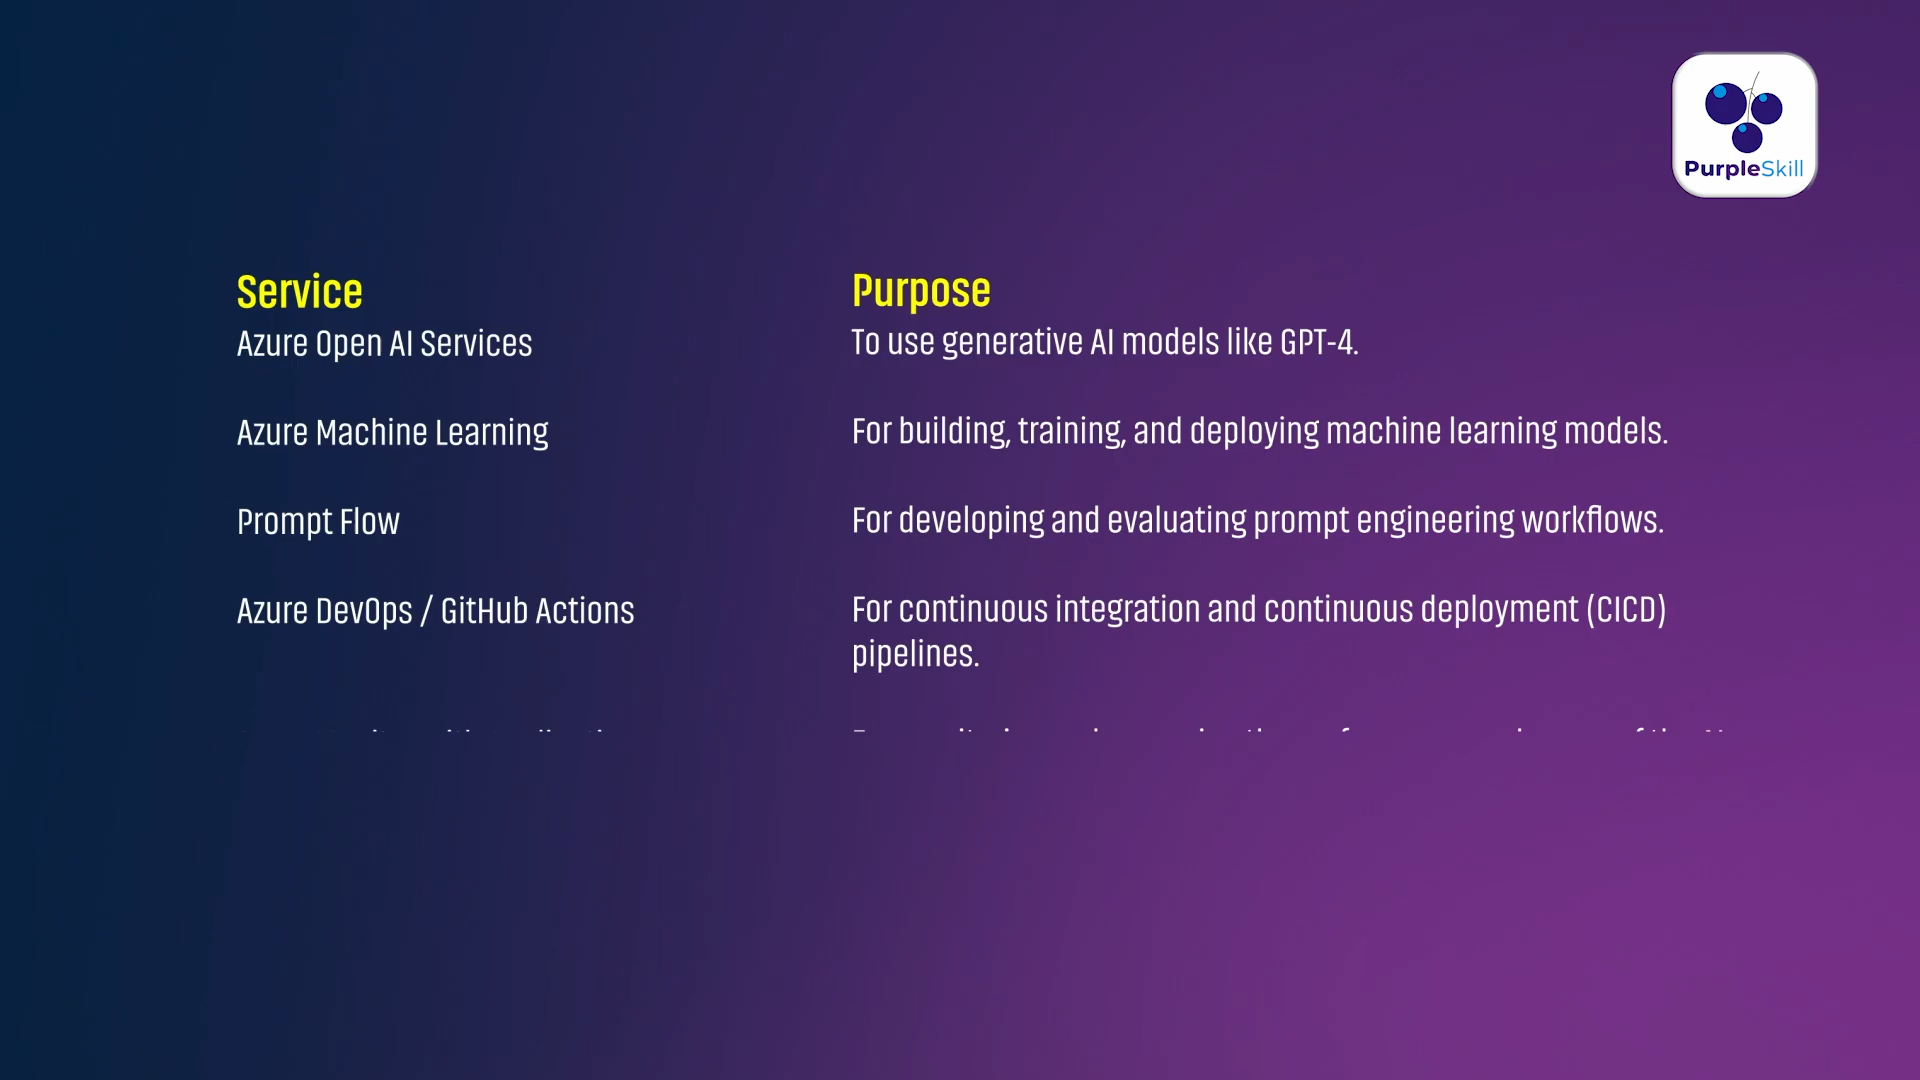 PurpleSkill
Service
Purpose
Azure Open AI Services
To use generative AI models like GPT-4.
Azure Machine Learning
For building, training, and deploying machine learning models.
Prompt Flow
For developing and evaluating prompt engineering workflows.
Azure DevOps / GitHub Actions
For continuous integration and continuous deployment (CICD)
pipelines.